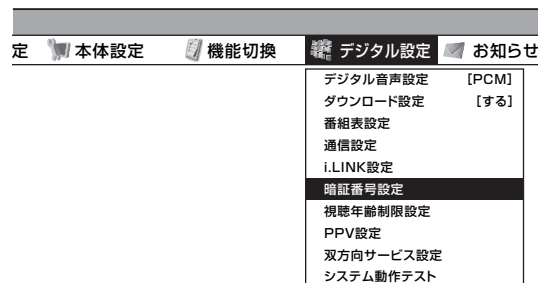 定 本体設定 機能切換 デジタル設定 お知らせ
デジタル音声設定 [PCM]
ダウンロード設定 [する]
番組表設定
通信設定
i.LINK設定
暗証番号設定
視聴年齢制限設定
PPV設定
双方向サービス設定
システム動作テスト